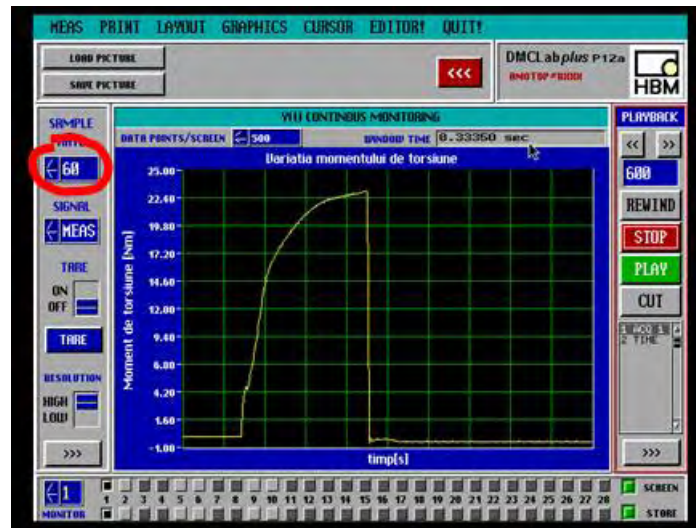 MEAS PRINT LAYOUT GRAPHICS CURSOR EDITOR! QUIT!
LOAD PICTURE
SAVE PICTURE
<<<
DMCLabplus P12a
HBM
SAMPLE
60
SIGNAL
MEAS
TARE
ON
OFF
TARE
RESOLUTION
HIGH
LOW
>>>
CONTINOUS MONITORING
DATA POINTS/SCREEN 500 WINDOW TIME 0.33350 sec
Variatia momentului de torsiune
Moment de torsiune [Nm]
25.00
22.40
19.80
17.20
14.60
12.00
9.40
6.80
4.20
1.60
-1.00
timp[s]
PLAYBACK
<< >>
600
REWIND
STOP
PLAY
CUT
2 TIME
>>>
1
MONITOR
1 2 3 4 5 6 7 8 9 10 11 12 13 14 15 16 17 18 19 20 21 22 23 24 25 26 27 28
SCREEN
STORE